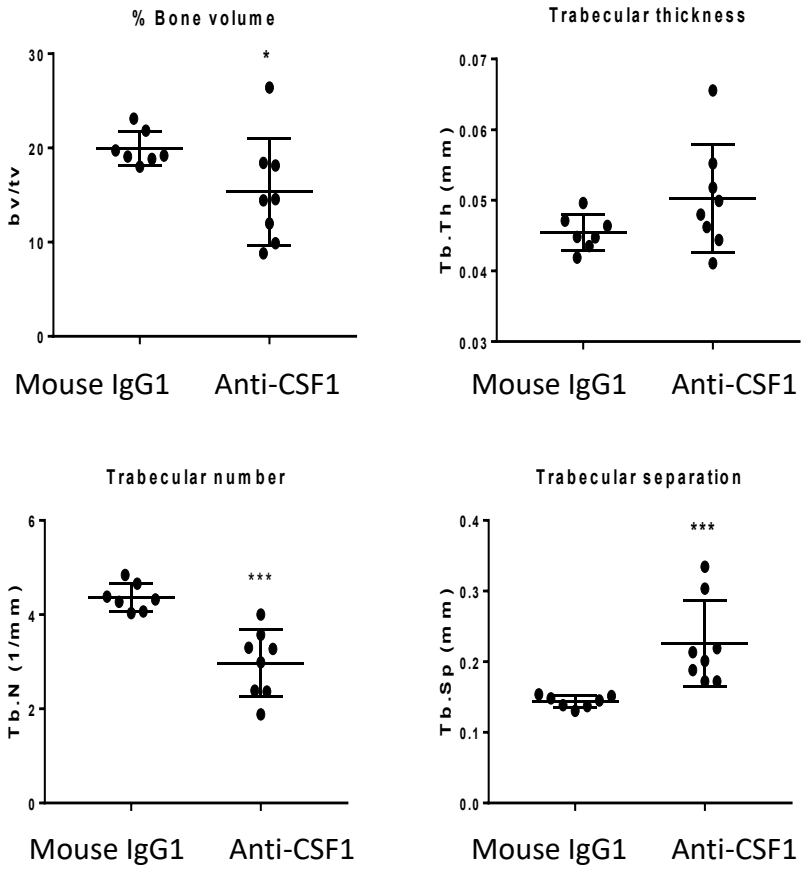 % Bone volume
*
30
20
10
0
bv/tv
Mouse IgG1 Anti-CSF1
Trabecular thickness
0.07
0.06
0.05
0.04
0.03
Tb.Th (mm)
Mouse IgG1 Anti-CSF1
Trabecular number
***
6
4
2
0
Tb.N (1/mm)
Mouse IgG1 Anti-CSF1
Trabecular separation
***
0.4
0.3
0.2
0.1
0.0
Tb.Sp (mm)
Mouse IgG1 Anti-CSF1